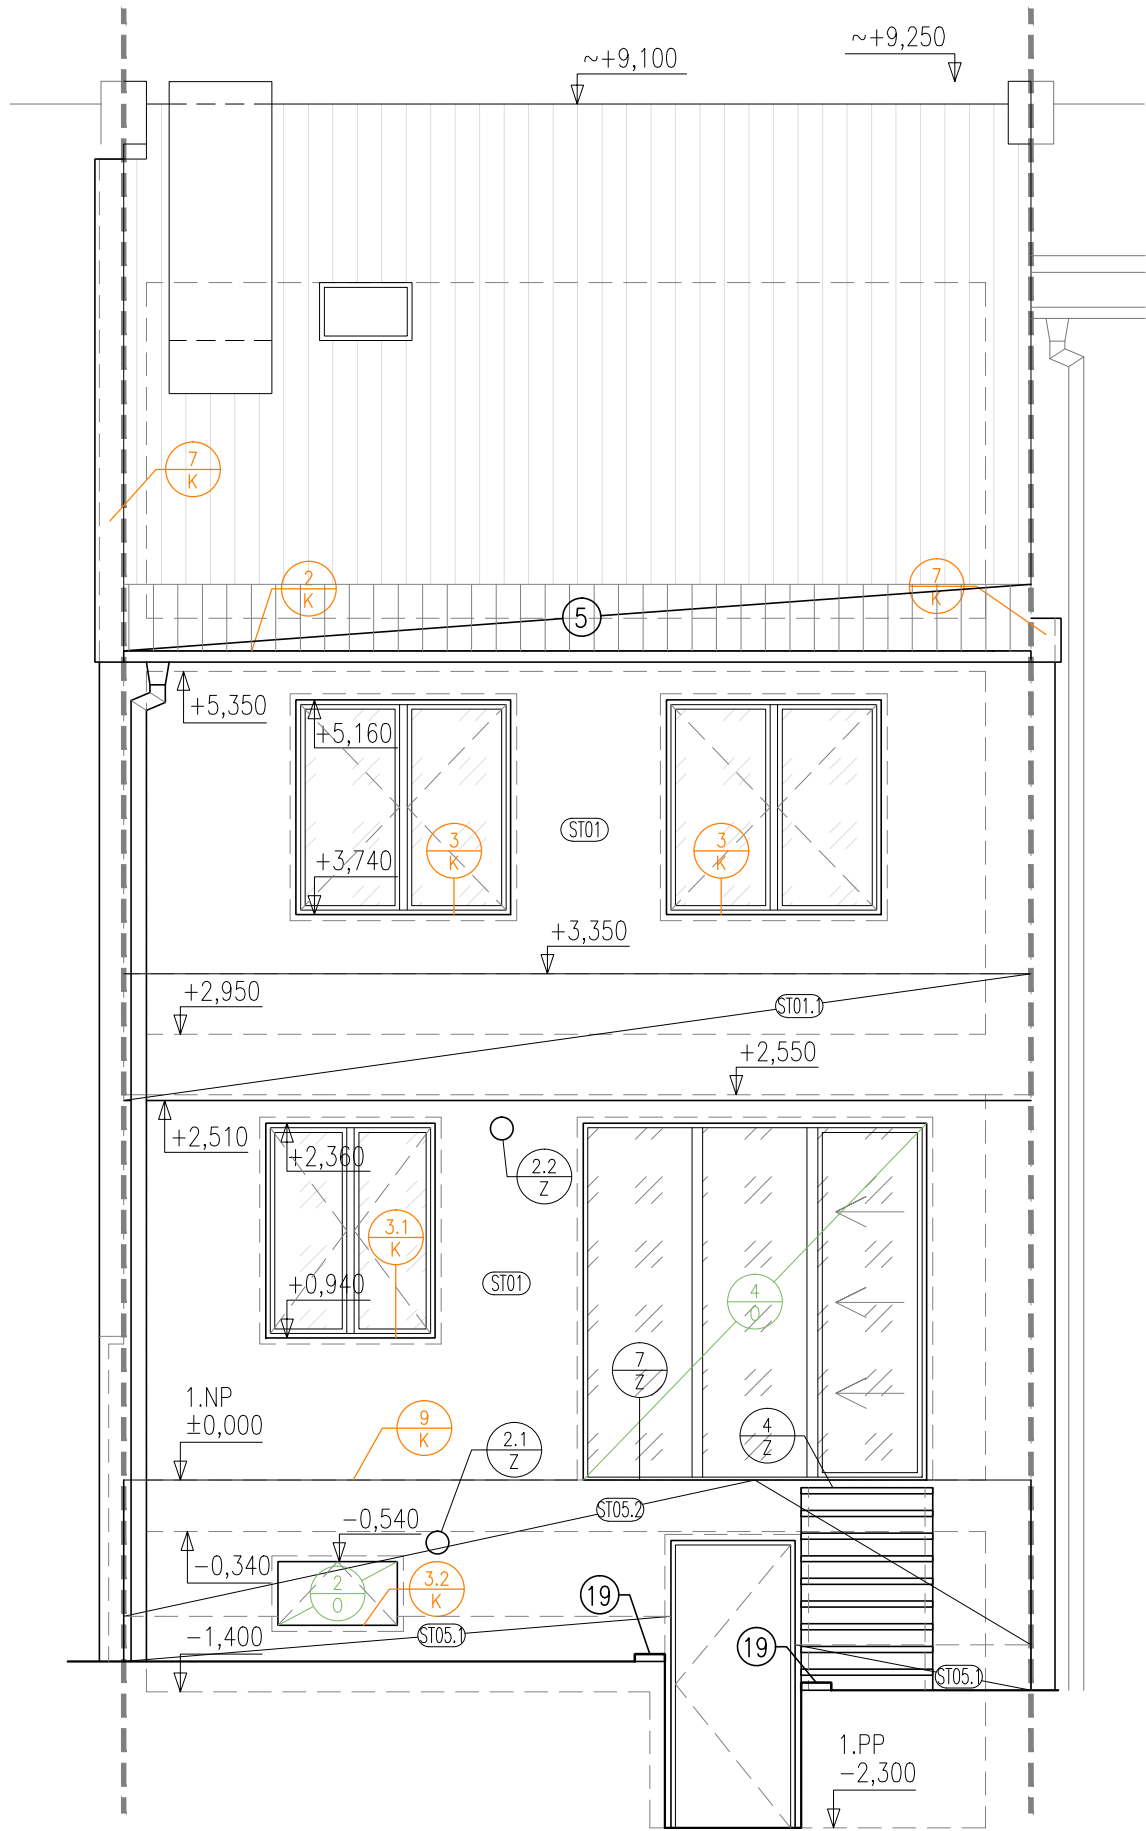 ~+9,250
~+9,100
7
K
2
K
7
K
5
+5,350
+5,160
ST01
3
K
3
K
+3,740
+3,350
+2,950
ST01.1
+2,550
+2,510
+2,360
2.2
Z
3.1
K
+0,940
ST01
4
O
7
Z
1.NP
±0,000
9
K
2.1
Z
4
Z
ST05.2
-0,540
-0,340
2
O
3.2
K
19
ST05.1
-1,400
19
ST05.1
1.PP
-2,300